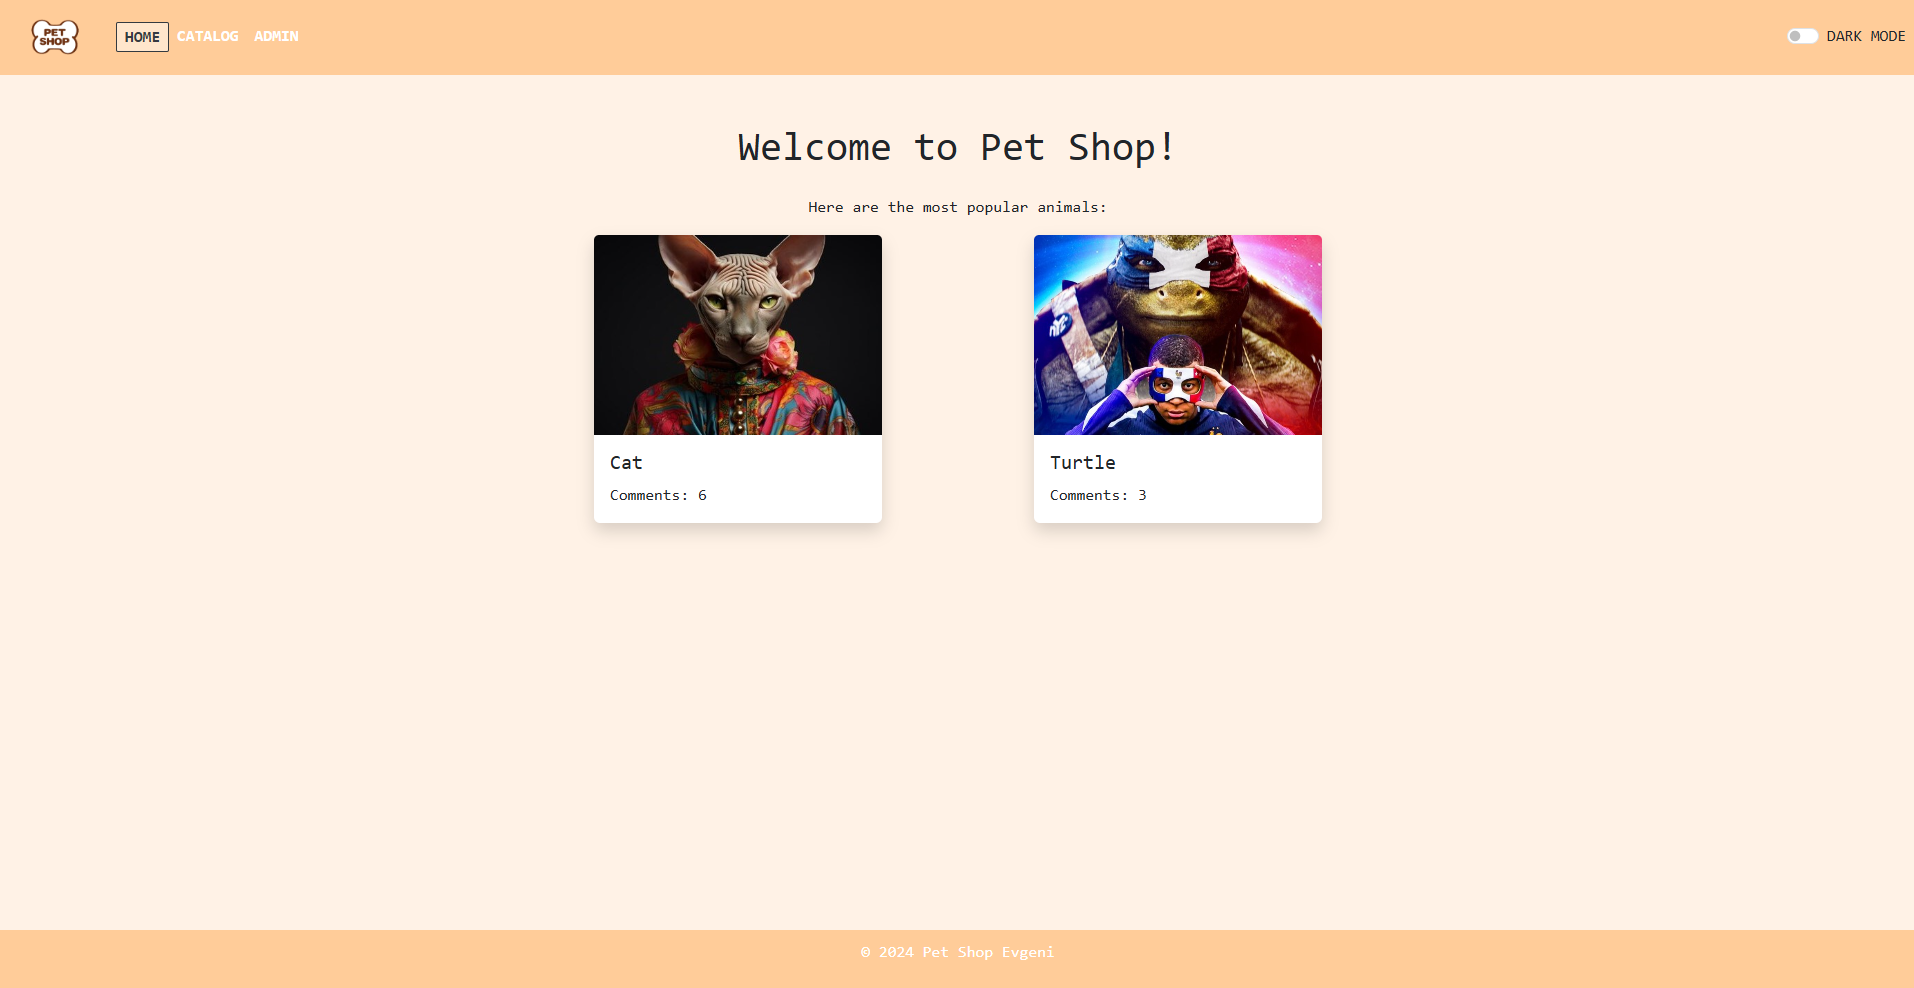 PET
SHOP
HOME CATALOG ADMIN
DARK MODE
Welcome to Pet Shop!
Here are the most popular animals:
NYC
Cat
Comments: 6
Turtle
Comments: 3
© 2024 Pet Shop Evgeni